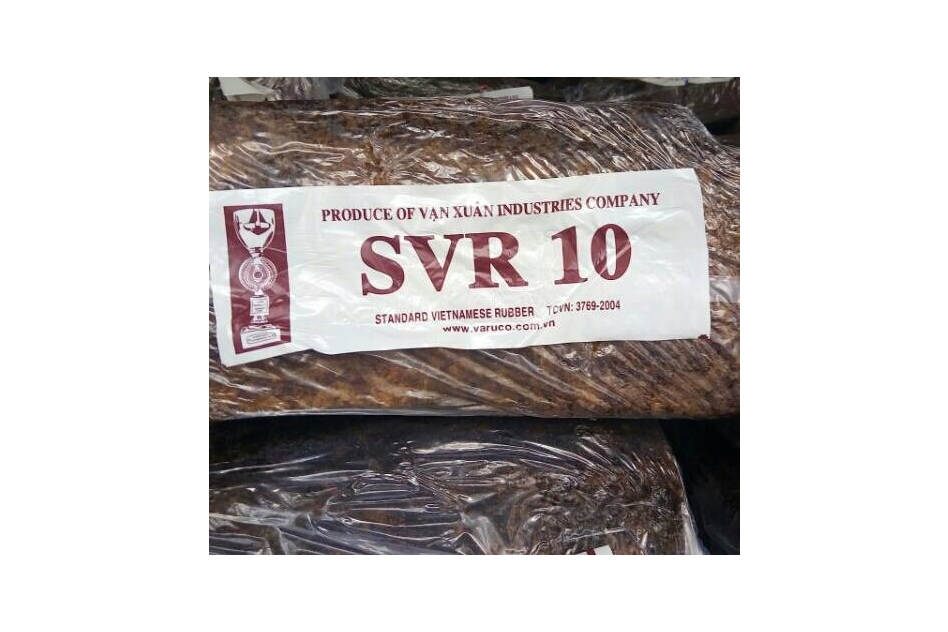 PRODUCE OF VẠN XUÂN INDUSTRIES COMPANY
SVR 10
STANDARD VIETNAMESE RUBBER TCVN: 3769-2004
www.varuco.com.vn